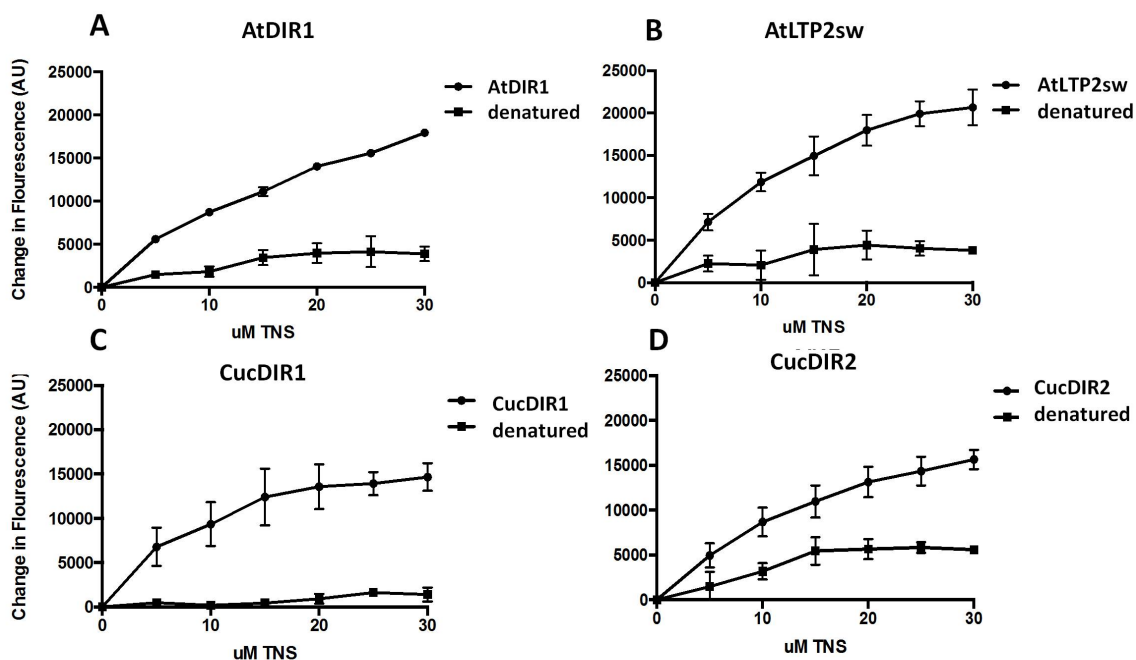 A
AtDIR1
Change in Flourescence (AU)
25000
20000
15000
10000
5000
0
0 10 20 30
uM TNS
AtDIR1
denatured
B
AtLTP2sw
25000
20000
15000
10000
5000
0
0 10 20 30
uM TNS
AtLTP2sw
denatured
C
CucDIR1
Change in Flourescence (AU)
25000
20000
15000
10000
5000
0
0 10 20 30
uM TNS
CucDIR1
denatured
D
CucDIR2
25000
20000
15000
10000
5000
0
0 10 20 30
uM TNS
CucDIR2
denatured